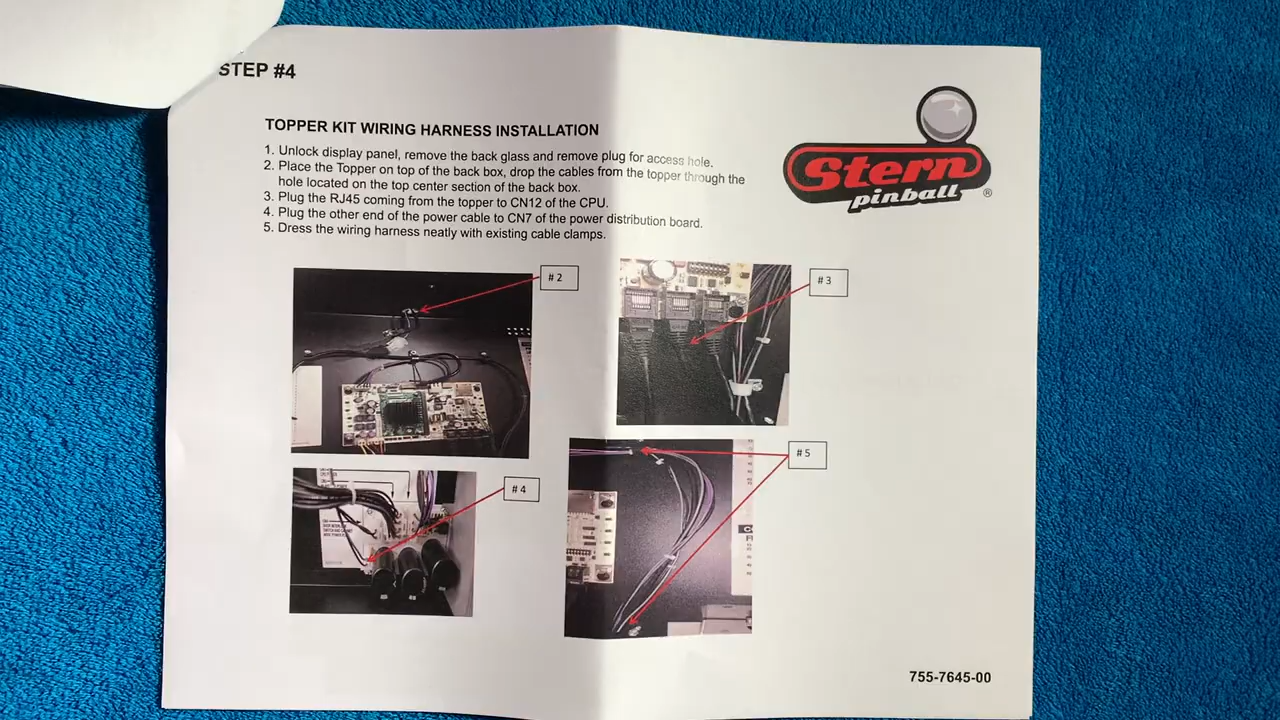 STEP #4
TOPPER KIT WIRING HARNESS INSTALLATION
1. Unlock display panel, remove the back glass and remove plug for access hole.
2. Place the Topper on top of the back box, drop the cables from the topper through the
hole located on the top center section of the back box.
3. Plug the RJ45 coming from the topper to CN12 of the CPU.
4. Plug the other end of the power cable to CN7 of the power distribution board.
5. Dress the wiring harness neatly with existing cable clamps.
Stern
pinball
®
# 2
# 3
# 4
# 5
755-7645-00